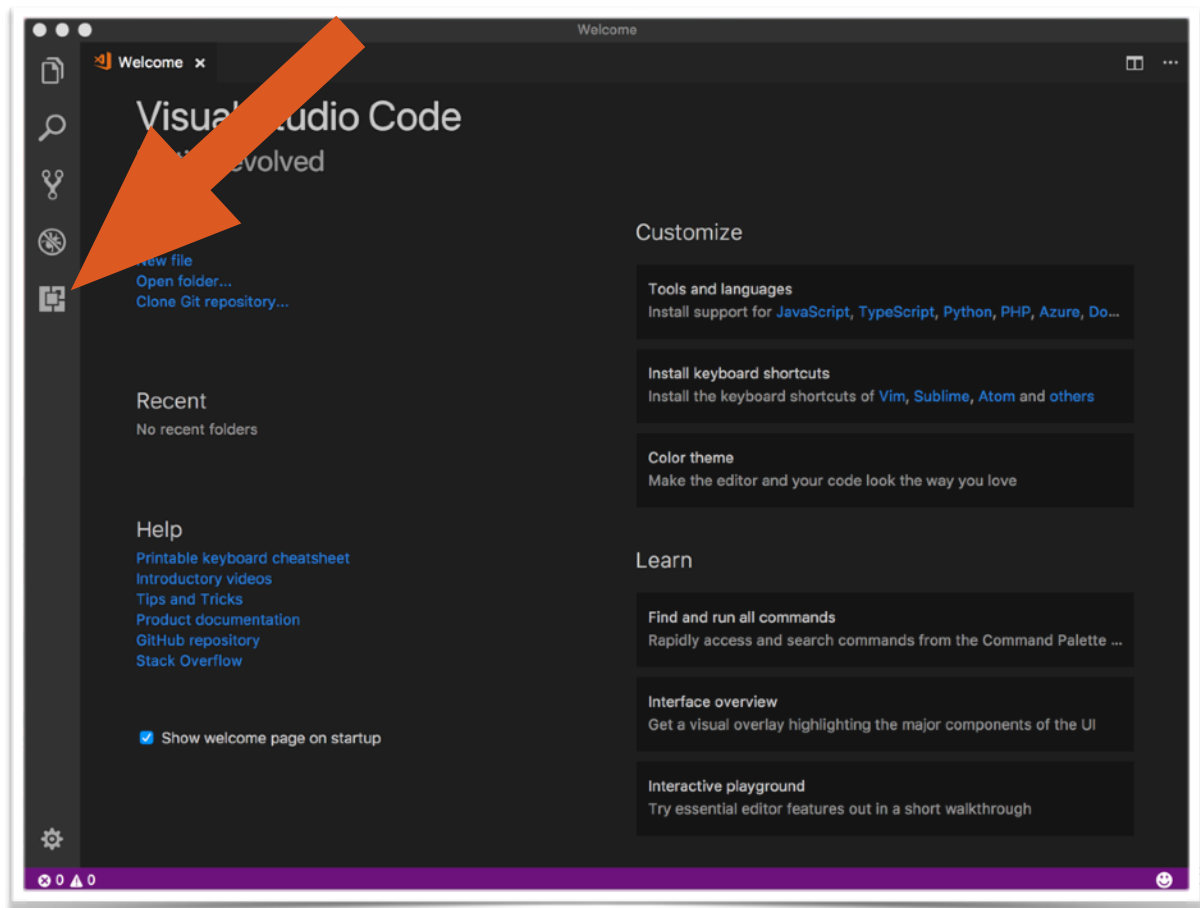 Welcome
Welcome
Visua udio Code
evolved
New file
Open folder...
Clone Git repository...
Recent
No recent folders
Help
Printable keyboard cheatsheet
Introductory videos
Tips and Tricks
Product documentation
GitHub repository
Stack Overflow
Show welcome page on startup
Customize
Tools and languages
Install support for JavaScript, TypeScript, Python, PHP, Azure, Do...
Install keyboard shortcuts
Install the keyboard shortcuts of Vim, Sublime, Atom and others
Color theme
Make the editor and your code look the way you love
Learn
Find and run all commands
Rapidly access and search commands from the Command Palette ...
Interface overview
Get a visual overlay highlighting the major components of the UI
Interactive playground
Try essential editor features out in a short walkthrough
0 0